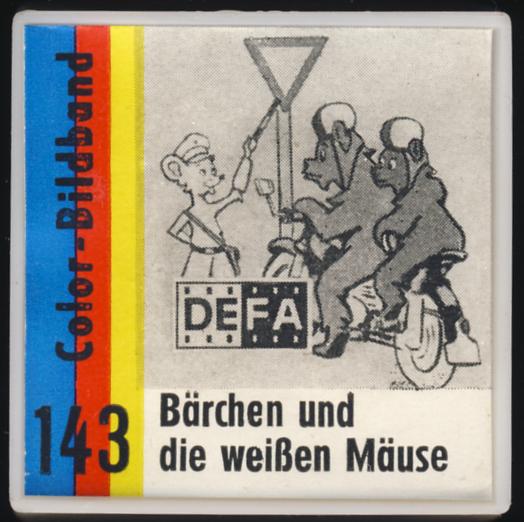 Color-Bildband
143
DEFA
Bärchen und
die weißen Mäuse